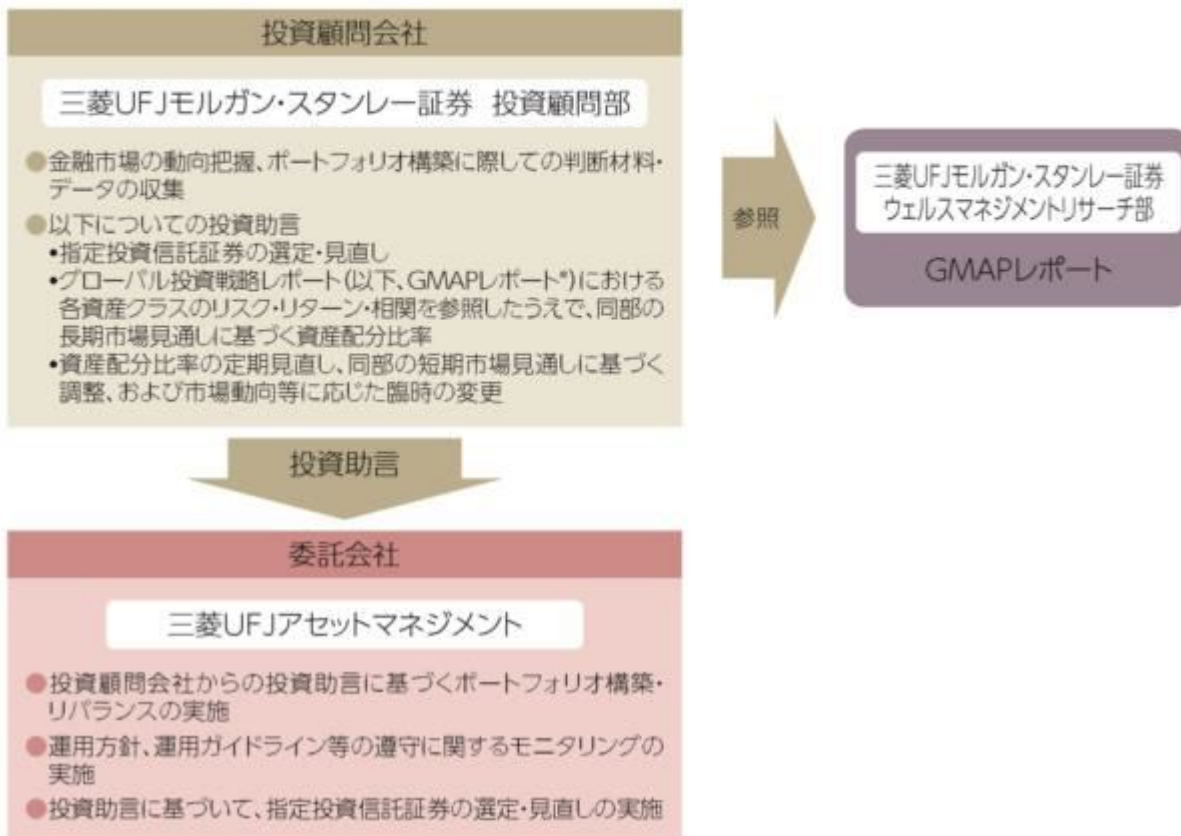 投資顧問会社
三菱UFJモルガン・スタンレー証券 投資顧問部
●金融市場の動向把握、ポートフォリオ構築に際しての判断材料・
データの収集
●以下についての投資助言
•指定投資信託証券の選定・見直し
•グローバル投資戦略レポート(以下、GMAPレポート*)における
各資産クラスのリスク・リターン・相関を参照したうえで、同部の
長期市場見通しに基づく資産配分比率
•資産配分比率の定期見直し、同部の短期市場見通しに基づく
調整、および市場動向等に応じた臨時の変更
参照
三菱UFJモルガン・スタンレー証券
ウェルスマネジメントリサーチ部
GMAPレポート
投資助言
委託会社
三菱UFJアセットマネジメント
●投資顧問会社からの投資助言に基づくポートフォリオ構築・
リバランスの実施
●運用方針、運用ガイドライン等の遵守に関するモニタリングの
実施
●投資助言に基づいて、指定投資信託証券の選定・見直しの実施